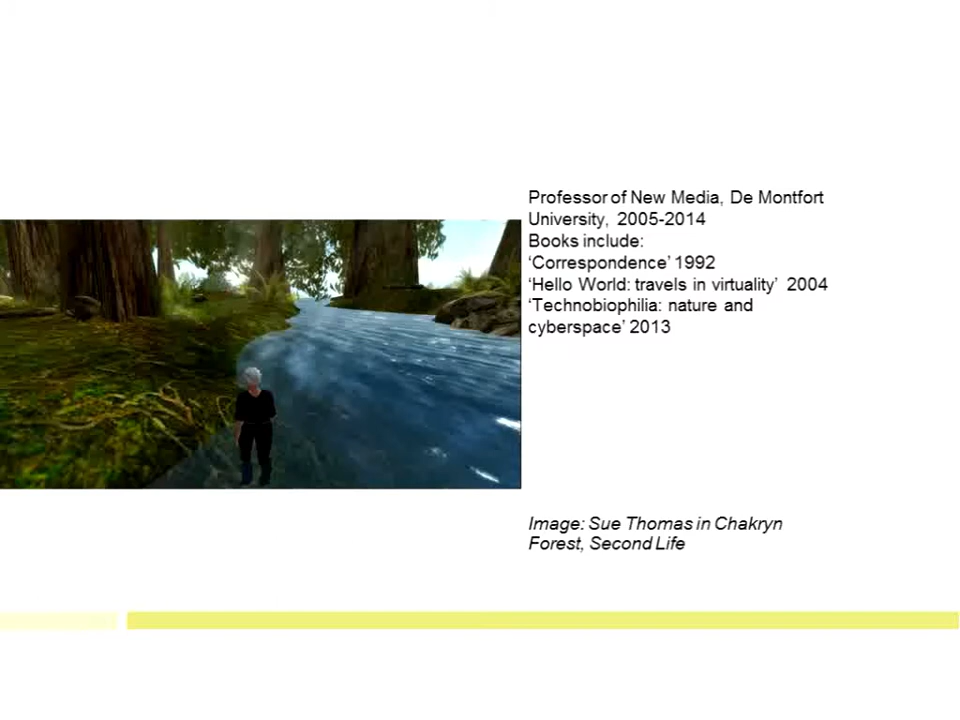 Professor of New Media, De Montfort
University, 2005-2014
Books include:
‘Correspondence’ 1992
‘Hello World: travels in virtuality’ 2004
‘Technobiophilia: nature and
cyberspace’ 2013
Image: Sue Thomas in Chakryn
Forest, Second Life